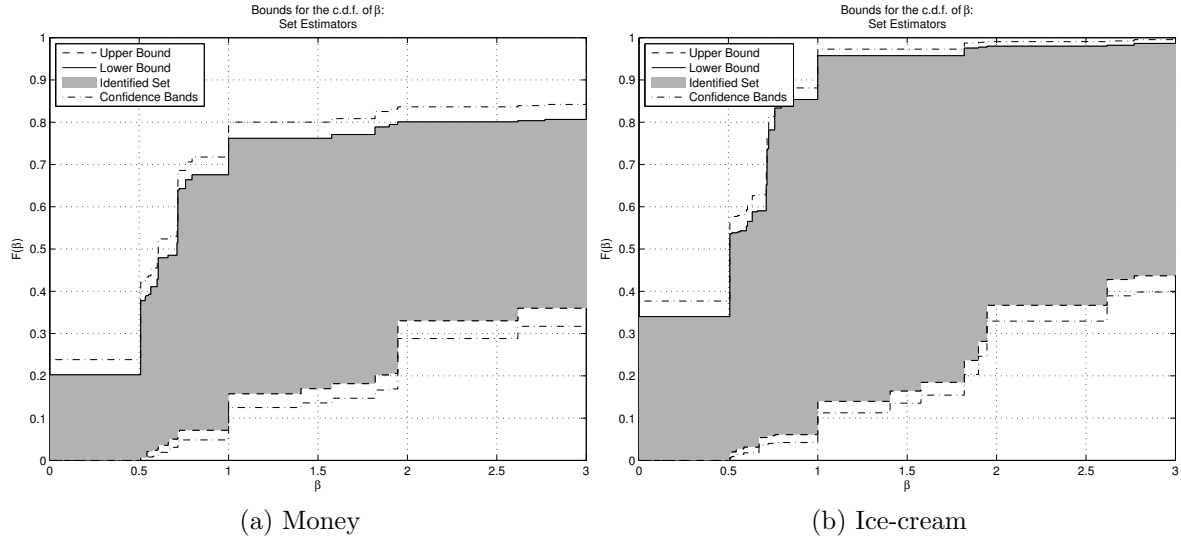 Bounds for the c.d.f. of β:
Set Estimators
1
0.9
0.8
0.7
0.6
0.5
0.4
0.3
0.2
0.1
0
F(β)
Upper Bound
Lower Bound
Identified Set
Confidence Bands
0 0.5 1 1.5 2 2.5 3
β
(a) Money
Bounds for the c.d.f. of β:
Set Estimators
1
0.9
0.8
0.7
0.6
0.5
0.4
0.3
0.2
0.1
0
F(β)
Upper Bound
Lower Bound
Identified Set
Confidence Bands
0 0.5 1 1.5 2 2.5 3
β
(b) Ice-cream